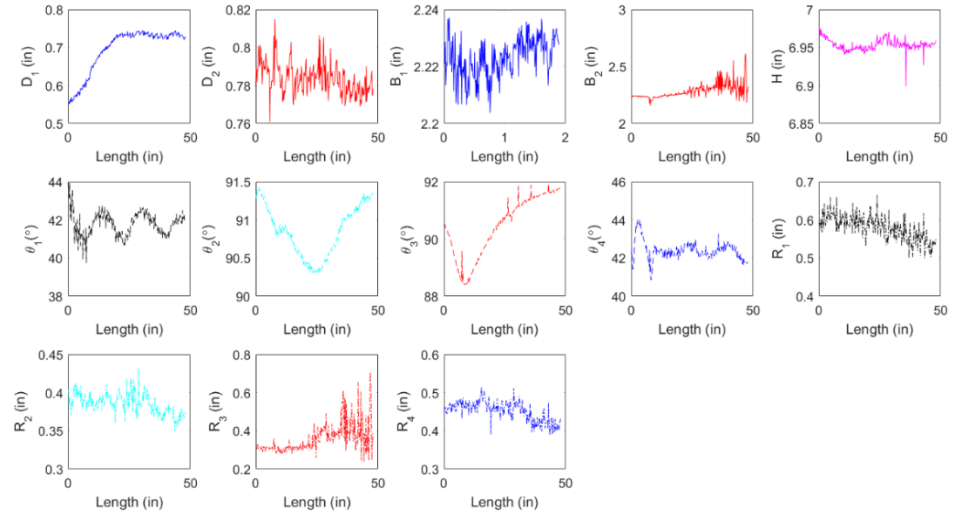 D₁ (in)
0.8
0.7
0.6
0.5
0 50
Length (in)
D₂ (in)
0.82
0.8
0.78
0.76
0 50
Length (in)
B₁ (in)
2.24
2.22
2.2
0 1 2
Length (in)
B₂ (in)
3
2.5
2
0 50
Length (in)
H (in)
7
6.95
6.9
6.85
0 50
Length (in)
θ₁(°)
44
42
40
38
0 50
Length (in)
θ₂(°)
91.5
91
90.5
90
0 50
Length (in)
θ₃(°)
92
90
88
0 50
Length (in)
θ₄(°)
46
44
42
40
0 50
Length (in)
R₁ (in)
0.8
0.6
0.4
0 50
Length (in)
R₂ (in)
0.45
0.4
0.35
0.3
0 50
Length (in)
R₃ (in)
0.8
0.6
0.4
0.2
0 50
Length (in)
R₄ (in)
0.6
0.5
0.4
0.3
0 50
Length (in)